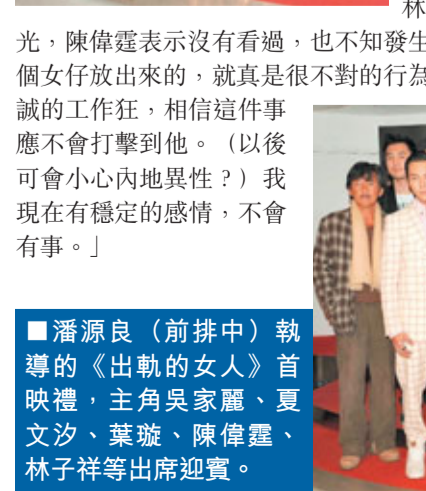 林
光，陳偉霆表示沒有看過，也不知發生
個女仔放出來的，就真是很不對的行為
誠的工作狂，相信這件事
應不會打擊到他。（以後
可會小心內地異性？）我
現在有穩定的感情，不會
有事。」
■潘源良（前排中）執
導的《出軌的女人》首
映禮，主角吳家麗、夏
文汐、葉璇、陳偉霆、
林子祥等出席迎賓。